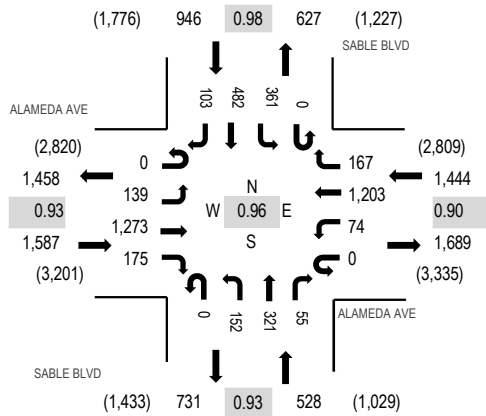 (1,776) 946 0.98 627 (1,227)
SABLE BLVD
103 482 361 0
ALAMEDA AVE
(2,820) (2,809)
0 167
1,458 1,444
139 N 1,203
0.93 W 0.96 E 0.90
1,273 S 74
1,587 1,689
175 0
(3,201) (3,335)
0 152 321 55
ALAMEDA AVE
SABLE BLVD
(1,433) 731 0.93 528 (1,029)